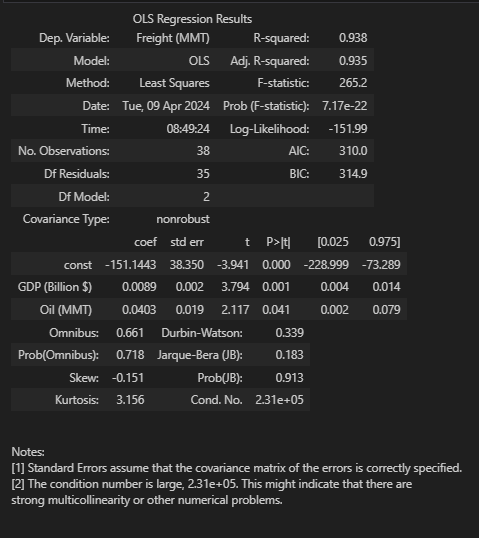 OLS Regression Results
Dep. Variable: Freight (MMT) R-squared: 0.938
Model: OLS Adj. R-squared: 0.935
Method: Least Squares F-statistic: 265.2
Date: Tue, 09 Apr 2024 Prob (F-statistic): 7.17e-22
Time: 08:49:24 Log-Likelihood: -151.99
No. Observations: 38 AIC: 310.0
Df Residuals: 35 BIC: 314.9
Df Model: 2
Covariance Type: nonrobust
coef std err t P>|t| [0.025 0.975]
const -151.1443 38.350 -3.941 0.000 -228.999 -73.289
GDP (Billion $) 0.0089 0.002 3.794 0.001 0.004 0.014
Oil (MMT) 0.0403 0.019 2.117 0.041 0.002 0.079
Omnibus: 0.661 Durbin-Watson: 0.339
Prob(Omnibus): 0.718 Jarque-Bera (JB): 0.183
Skew: -0.151 Prob(JB): 0.913
Kurtosis: 3.156 Cond. No. 2.31e+05
Notes:
[1] Standard Errors assume that the covariance matrix of the errors is correctly specified.
[2] The condition number is large, 2.31e+05. This might indicate that there are
strong multicollinearity or other numerical problems.